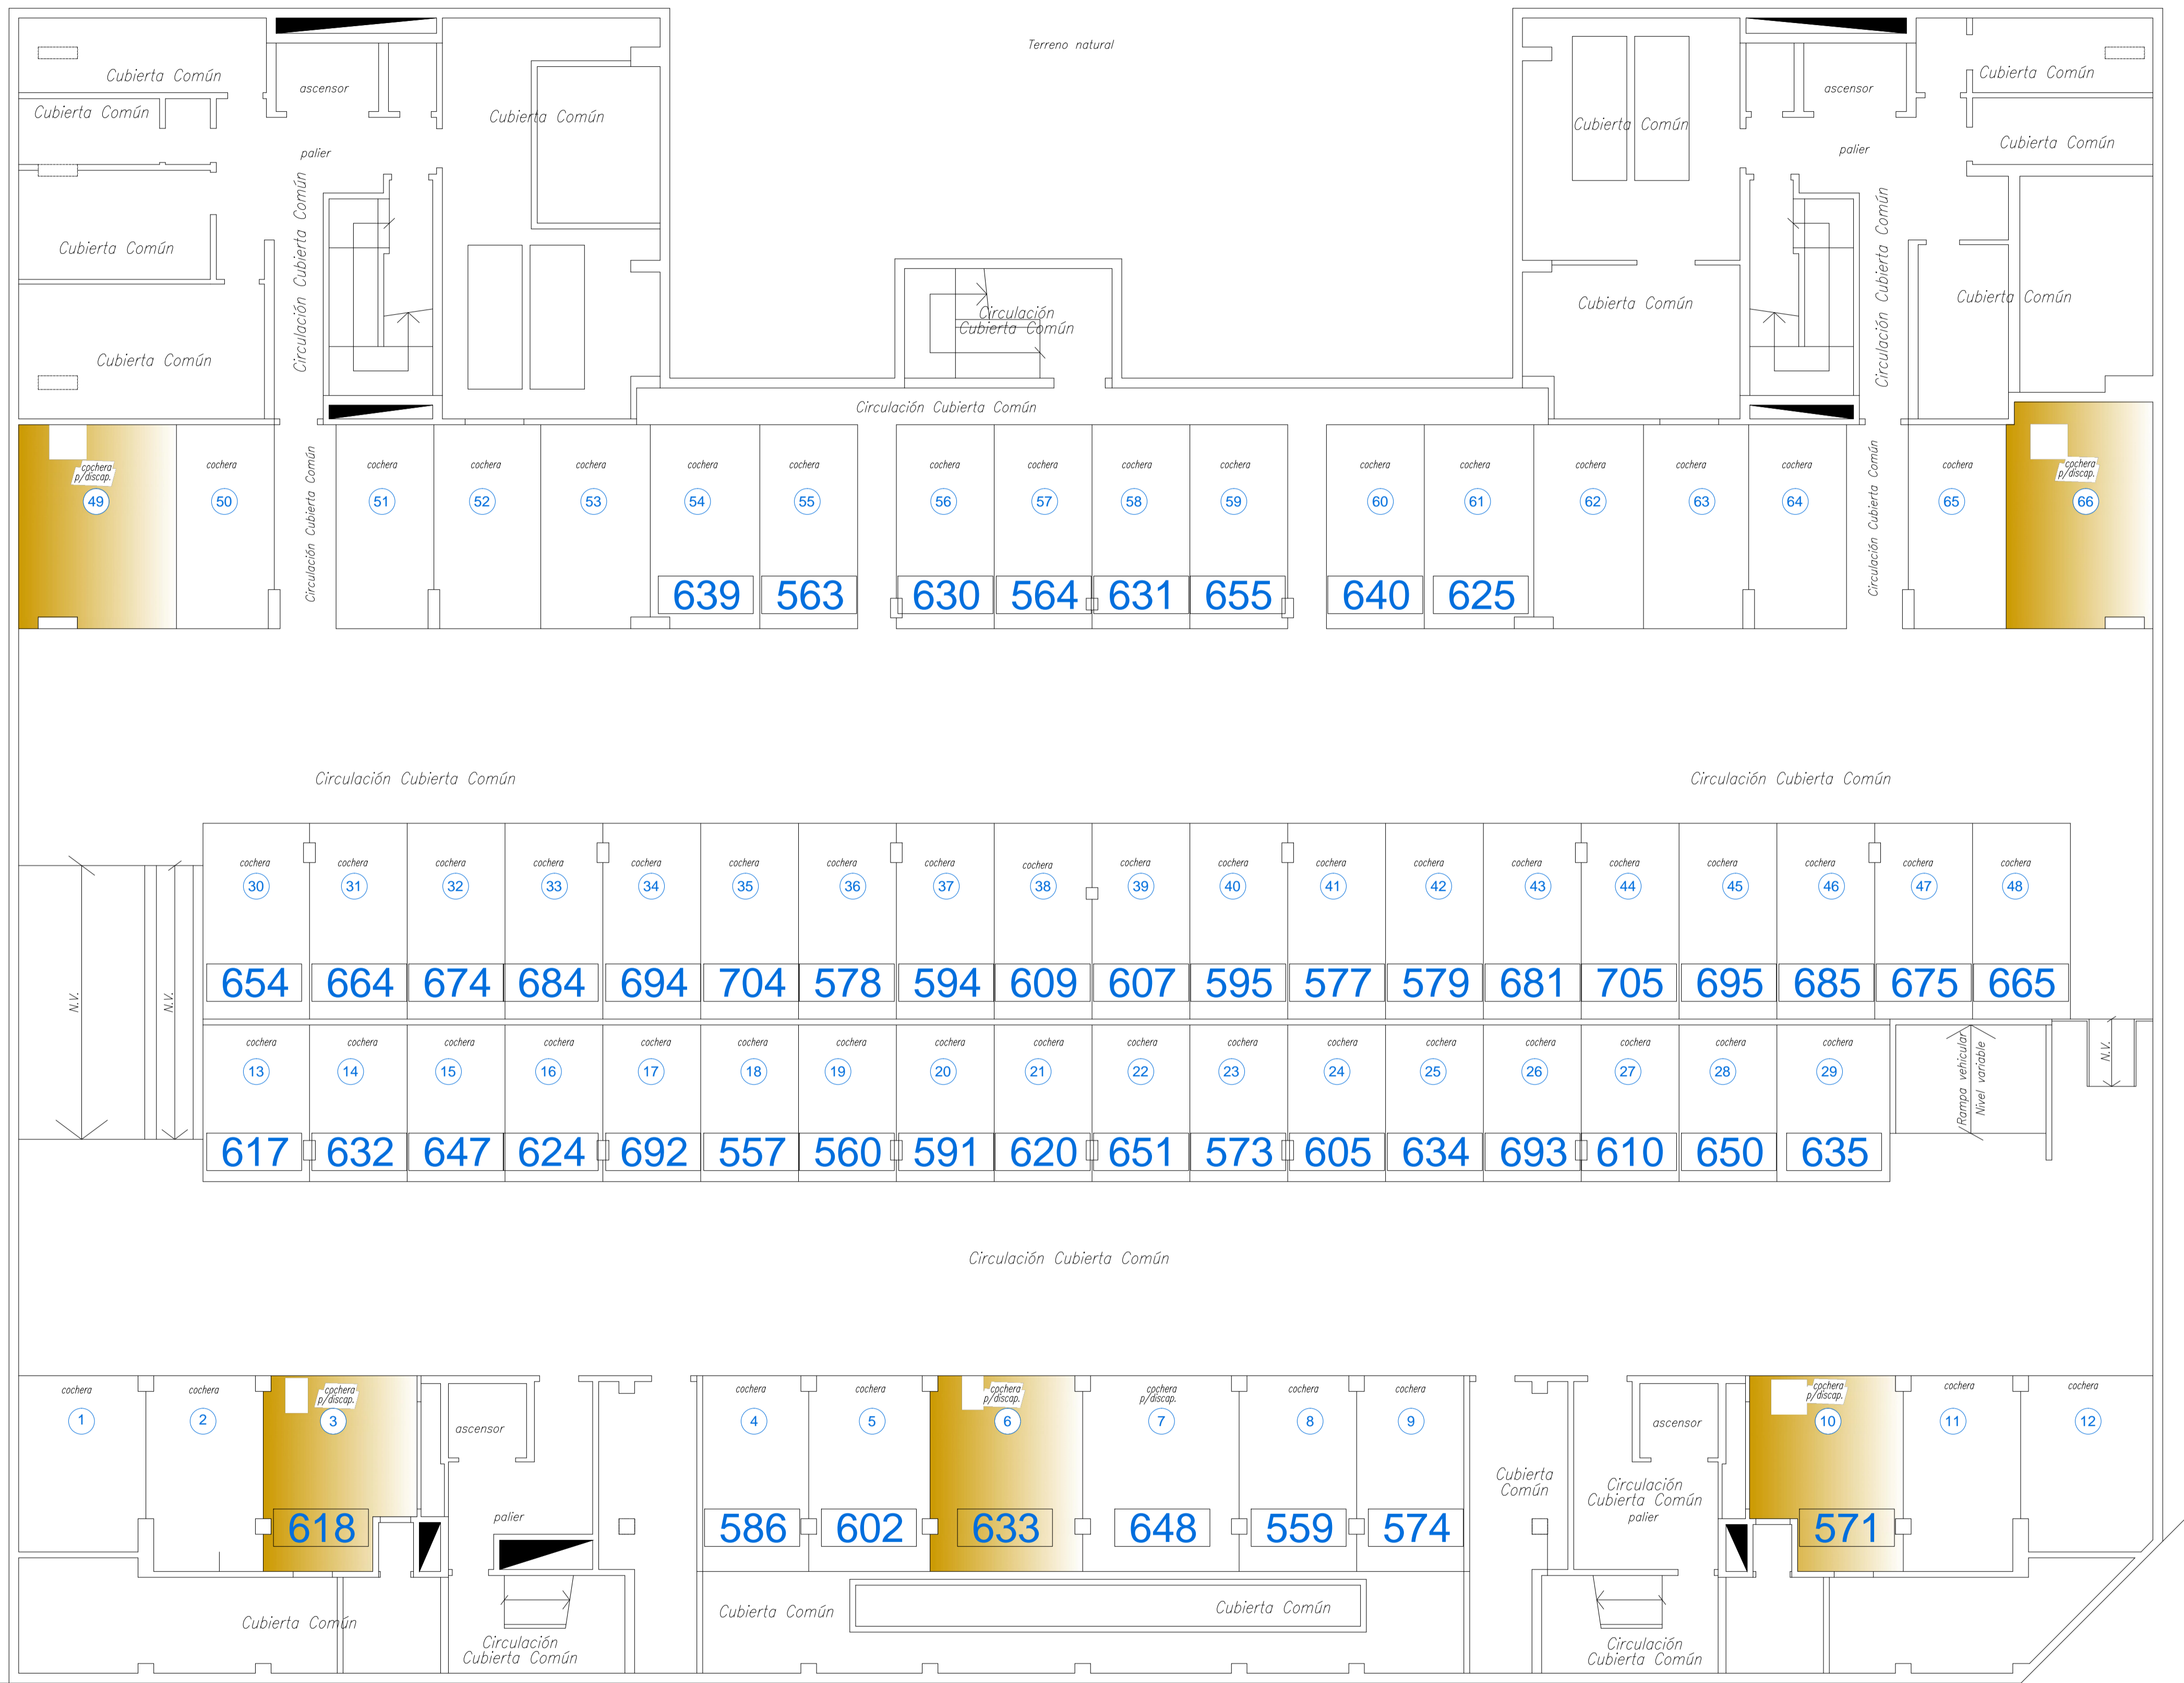 Terreno natural
Cubierta Común
ascensor
Cubierta Común
Cubierta Común
palier
Circulación Cubierta Común
Cubierta Común
Cubierta Común
Cubierta Común
ascensor
Cubierta Común
Cubierta Común
palier
Circulación Cubierta Común
Cubierta Común
Cubierta Común
Circulación
Cubierta Común
Circulación Cubierta Común
cochera
p/discap.
49
cochera
50
Circulación Cubierta Común
cochera
51
cochera
52
cochera
53
cochera
54
639
cochera
55
563
cochera
56
630
cochera
57
564
cochera
58
631
cochera
59
655
cochera
60
640
cochera
61
625
cochera
62
cochera
63
cochera
64
Circulación Cubierta Común
cochera
65
cochera
p/discap.
66
Circulación Cubierta Común
Circulación Cubierta Común
N.V.
N.V.
cochera
30
654
cochera
31
664
cochera
32
674
cochera
33
684
cochera
34
694
cochera
35
704
cochera
36
578
cochera
37
594
cochera
38
609
cochera
39
607
cochera
40
595
cochera
41
577
cochera
42
579
cochera
43
681
cochera
44
705
cochera
45
695
cochera
46
685
cochera
47
675
cochera
48
665
cochera
13
617
cochera
14
632
cochera
15
647
cochera
16
624
cochera
17
692
cochera
18
557
cochera
19
560
cochera
20
591
cochera
21
620
cochera
22
651
cochera
23
573
cochera
24
605
cochera
25
634
cochera
26
693
cochera
27
610
cochera
28
650
cochera
29
635
Rampa vehicular
Nivel variable
N.V.
Circulación Cubierta Común
cochera
1
cochera
2
cochera
p/discap.
3
618
ascensor
palier
cochera
4
586
cochera
5
602
cochera
p/discap.
6
633
cochera
p/discap.
7
648
cochera
8
559
cochera
9
574
Cubierta
Común
ascensor
Circulación
Cubierta Común
palier
cochera
p/discap.
10
571
cochera
11
cochera
12
Cubierta Común
Circulación
Cubierta Común
Cubierta Común
Cubierta Común
Circulación
Cubierta Común